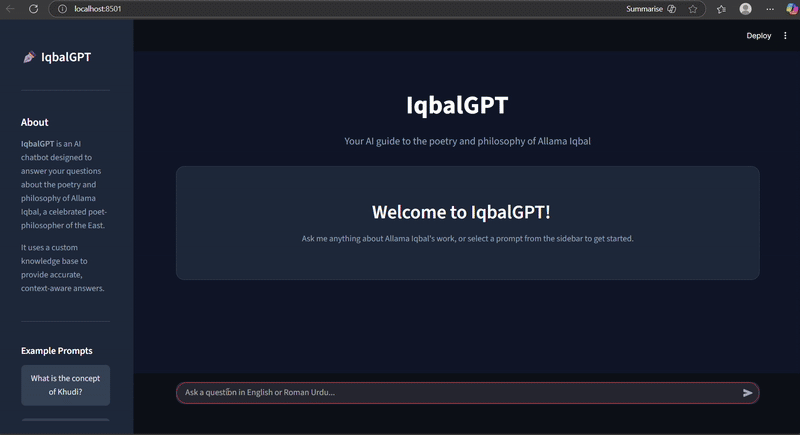 localhost:8501
Summarise
Deploy
IqbalGPT
About
IqbalGPT is an AI
chatbot designed to
answer your questions
about the poetry and
philosophy of Allama
Iqbal, a celebrated poet-
philosopher of the East.
It uses a custom
knowledge base to
provide accurate,
context-aware answers.
Example Prompts
What is the concept
of Khudi?
IqbalGPT
Your AI guide to the poetry and philosophy of Allama Iqbal
Welcome to IqbalGPT!
Ask me anything about Allama Iqbal's work, or select a prompt from the sidebar to get started.
Ask a question in English or Roman Urdu...